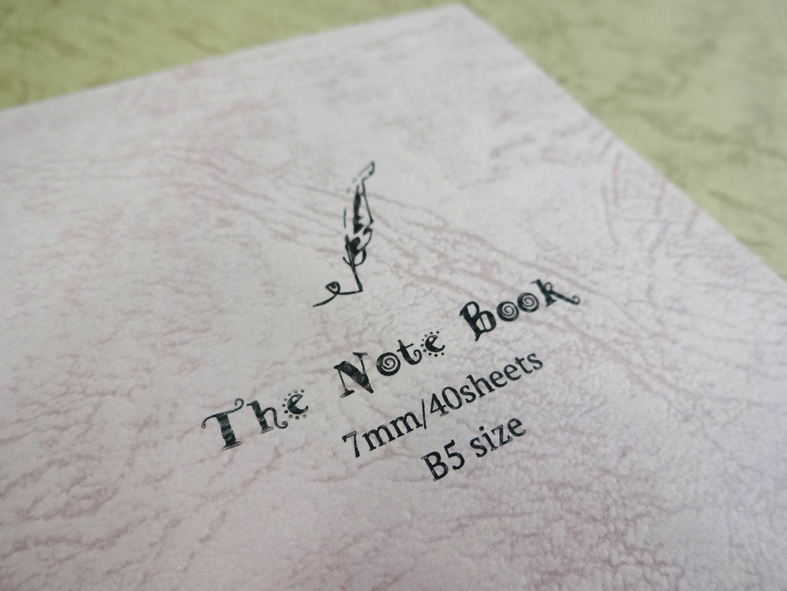 The Note Book
7mm/40sheets
B5 size